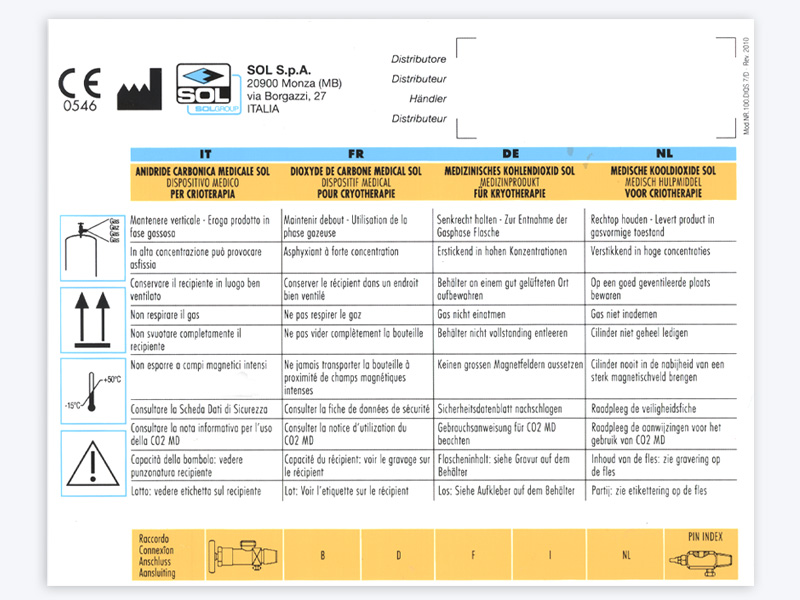 CE
0546
SOL
SOLGROUP
SOL S.p.A.
20900 Monza (MB)
via Borgazzi, 27
ITALIA
Distributore
Distributeur
Händler
Distributeur
Mod.NR.100.DQS 7/D Rev. 2010
IT
FR
DE
NL
ANIDRIDE CARBONICA MEDICALE SOL
DISPOSITIVO MEDICO
PER CRIOTERAPIA
DIOXYDE DE CARBONE MEDICAL SOL
DISPOSITIF MEDICAL
POUR CRYOTHERAPIE
MEDIZINISCHES KOHLENDIOXID SOL
MEDIZINPRODUKT
FÜR KRYOTHERAPIE
MEDISCHE KOOLDIOXIDE SOL
MEDISCH HULPMIDDEL
VOOR CRIOTHERAPIE
Gas
Gaz
Gas
Gas
Mantenere verticale - Eroga prodotto in
fase gassosa
Maintenir debout - Utilisation de la
phase gazeuse
Senkrecht halten - Zur Entnahme der
Gasphase Flasche
Rechtop houden - Levert product in
gasvormige toestand
In alta concentrazione può provocare
asfissia
Asphyxiant à forte concentration
Erstickend in hohen Konzentrationen
Verstikkend in hoge concentraties
Conservare il recipiente in luogo ben
ventilato
Conserver le récipient dans un endroit
bien ventilé
Behälter an einem gut gelüfteten Ort
aufbewahren
Op een goed geventileerde plaats
bewaren
Non respirare il gas
Ne pas respirer le gaz
Gas nicht einatmen
Gas niet inademen
Non svuotare completamente il
recipiente
Ne pas vider complètement la bouteille
Behälter nicht vollstanding entleeren
Cilinder niet geheel ledigen
+50°C
-15°C
Non esporre a campi magnetici intensi
Ne jamais transporter la bouteille à
proximité de champs magnétiques
intenses
Keinen grossen Magnetfeldern aussetzen
Cilinder nooit in de nabijheid van een
sterk magnetischveld brengen
Consultare la Scheda Dati di Sicurezza
Consulter la fiche de données de sécurité
Sicherheitsdatenblatt nachschlagen
Raadpleeg de veiligheidsfiche
Consultare la nota informativa per l'uso
della CO2 MD
Consulter la notice d'utilization du
CO2 MD
Gebrauchsanweisung für CO2 MD
beachten
Raadpleeg de aanwijzingen voor het
gebruik van CO2 MD
Capacità della bombola: vedere
punzonatura recipiente
Capacité du récipient: voir le gravage sur
le récipient
Flascheninhalt: siehe Gravur auf dem
Behälter
Inhoud van de fles: zie gravering op
de fles
Lotto: vedere etichetta sul recipiente
Lot: Voir l'etiquette sur le récipient
Los: Siehe Aufkleber auf dem Behälter
Partij: zie etikettering op de fles
Raccordo
Connexion
Anschluss
Aansluiting
B
D
F
I
NL
PIN INDEX